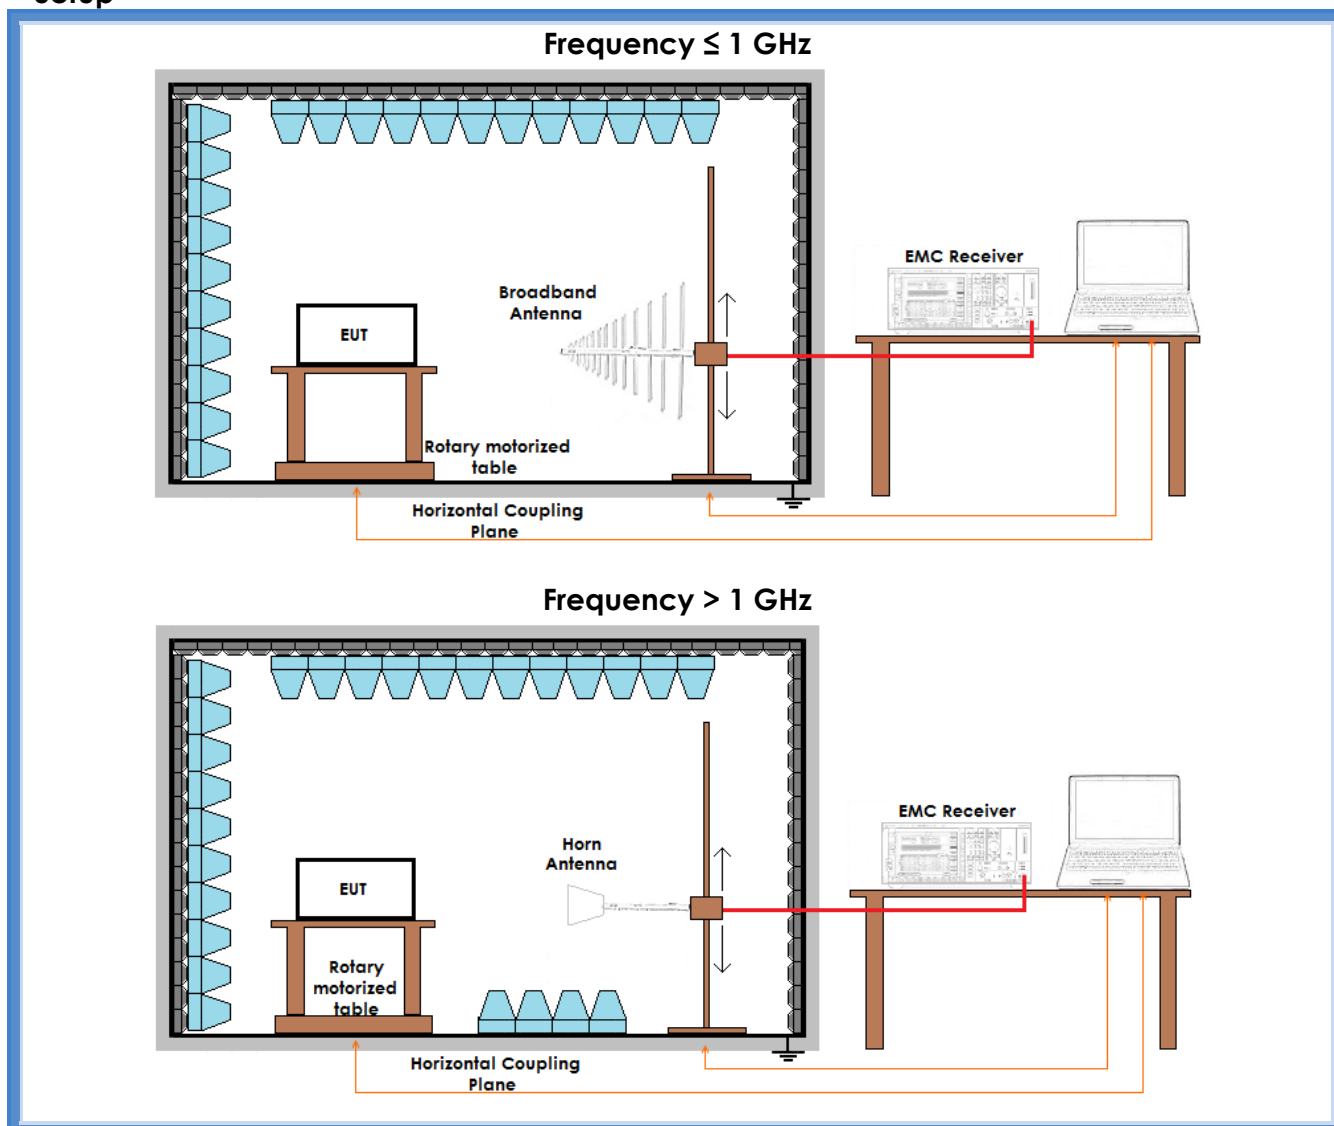 Setup
Frequency ≤ 1 GHz
EMC Receiver
Broadband
Antenna
EUT
Rotary motorized
table
Horizontal Coupling
Plane
Frequency > 1 GHz
EMC Receiver
Horn
Antenna
EUT
Rotary
motorized
table
Horizontal Coupling
Plane